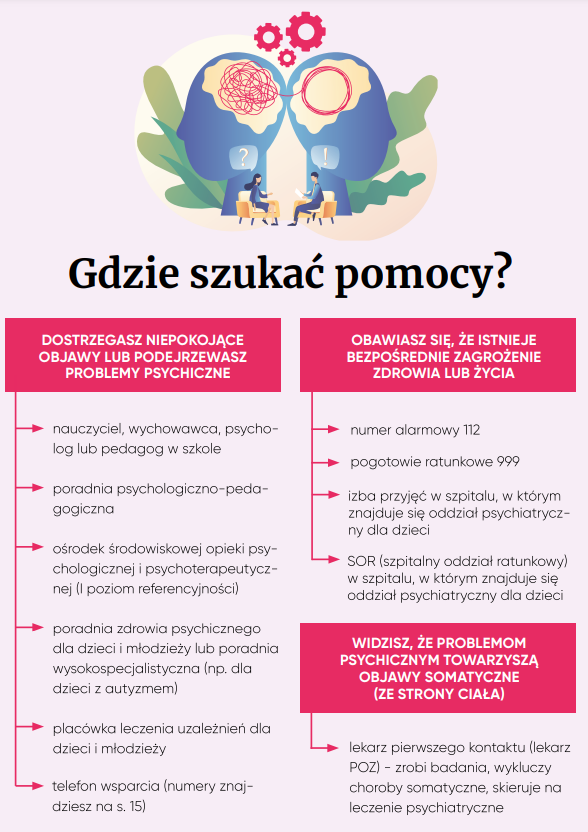 ?
!
Gdzie szukać pomocy?
DOSTRZEGASZ NIEPOKOJĄCE
OBJAWY LUB PODEJRZEWASZ
PROBLEMY PSYCHICZNE
nauczyciel, wychowawca, psycho-
log lub pedagog w szkole
poradnia psychologiczno-peda-
gogiczna
ośrodek środowiskowej opieki psy-
chologicznej i psychoterapeutycz-
nej (I poziom referencyjności)
poradnia zdrowia psychicznego
dla dzieci i młodzieży lub poradnia
wysokospecjalistyczna (np. dla
dzieci z autyzmem)
placówka leczenia uzależnień dla
dzieci i młodzieży
telefon wsparcia (numery znaj-
dziesz na s. 15)
OBAWIASZ SIĘ, ŻE ISTNIEJE
BEZPOŚREDNIE ZAGROŻENIE
ZDROWIA LUB ŻYCIA
numer alarmowy 112
pogotowie ratunkowe 999
izba przyjęć w szpitalu, w którym
znajduje się oddział psychiatrycz-
ny dla dzieci
SOR (szpitalny oddział ratunkowy)
w szpitalu, w którym znajduje się
oddział psychiatryczny dla dzieci
WIDZISZ, ŻE PROBLEMOM
PSYCHICZNYM TOWARZYSZĄ
OBJAWY SOMATYCZNE
(ZE STRONY CIAŁA)
lekarz pierwszego kontaktu (lekarz
POZ) - zrobi badania, wykluczy
choroby somatyczne, skieruje na
leczenie psychiatryczne